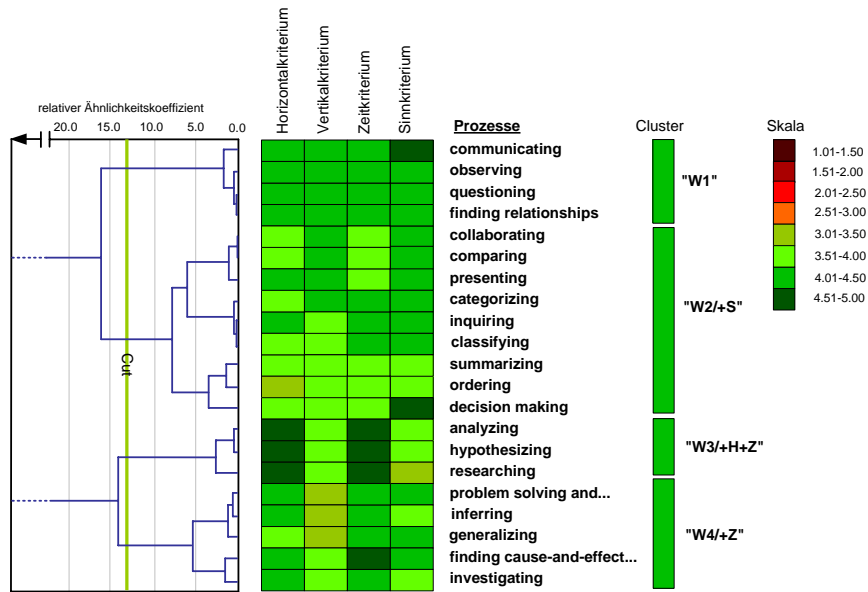 Horizontalkriterium
Vertikalkriterium
Zeitkriterium
Sinnkriterium
relativer Ähnlichkeitskoeffizient
20.0 15.0 10.0 5.0 0.0
Prozesse
Cluster
Skala
communicating
observing
questioning
finding relationships
collaborating
comparing
presenting
categorizing
inquiring
classifying
summarizing
ordering
decision making
analyzing
hypothesizing
researching
problem solving and...
inferring
generalizing
finding cause-and-effect...
investigating
Cut
"W1"
"W2/+S"
"W3/+H+Z"
"W4/+Z"
1.01-1.50
1.51-2.00
2.01-2.50
2.51-3.00
3.01-3.50
3.51-4.00
4.01-4.50
4.51-5.00